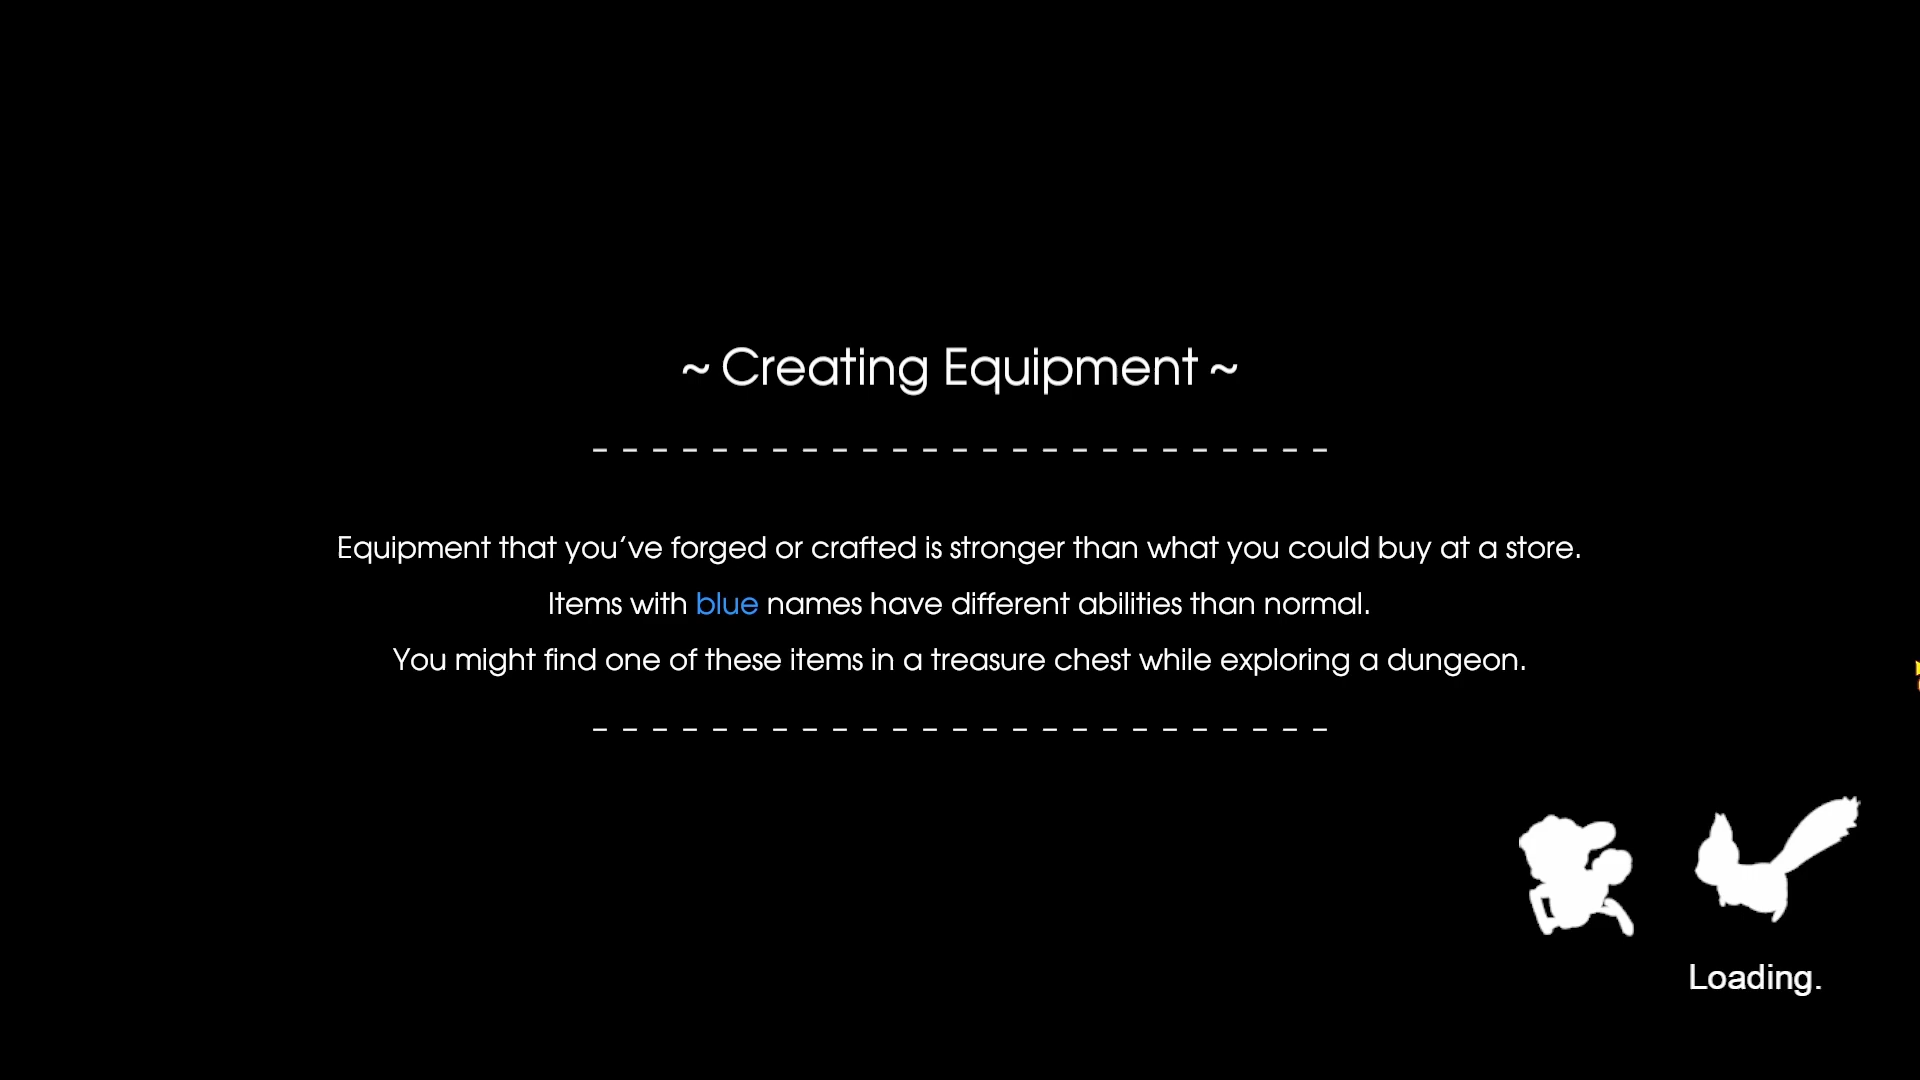 ~ Creating Equipment ~
- - - - - - - - - - - - - - - - - - - - - - - - -
Equipment that you've forged or crafted is stronger than what you could buy at a store.
Items with blue names have different abilities than normal.
You might find one of these items in a treasure chest while exploring a dungeon.
- - - - - - - - - - - - - - - - - - - - - - - - -
Loading.